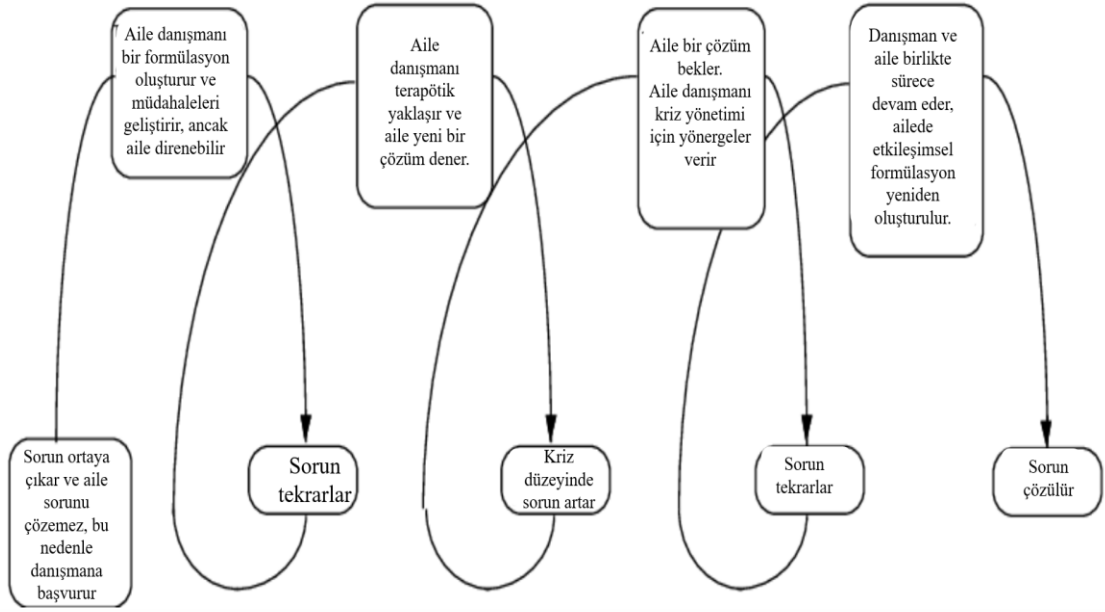 Aile danışmanı
bir formülasyon
oluşturur ve
müdahaleleri
geliştirir, ancak
aile direnebilir
Aile
danışmanı
terapötik
yaklaşır ve
aile yeni bir
çözüm dener.
Aile bir çözüm
bekler.
Aile danışmanı
kriz yönetimi
için yönergeler
verir
Danışman ve
aile birlikte
sürece
devam eder,
ailede
etkileşimsel
formülasyon
yeniden
oluşturulur.
Sorun ortaya
çıkar ve aile
sorunu
çözemez, bu
nedenle
danışmana
başvurur
Sorun
tekrarlar
Kriz
düzeyinde
sorun artar
Sorun
tekrarlar
Sorun
çözülür